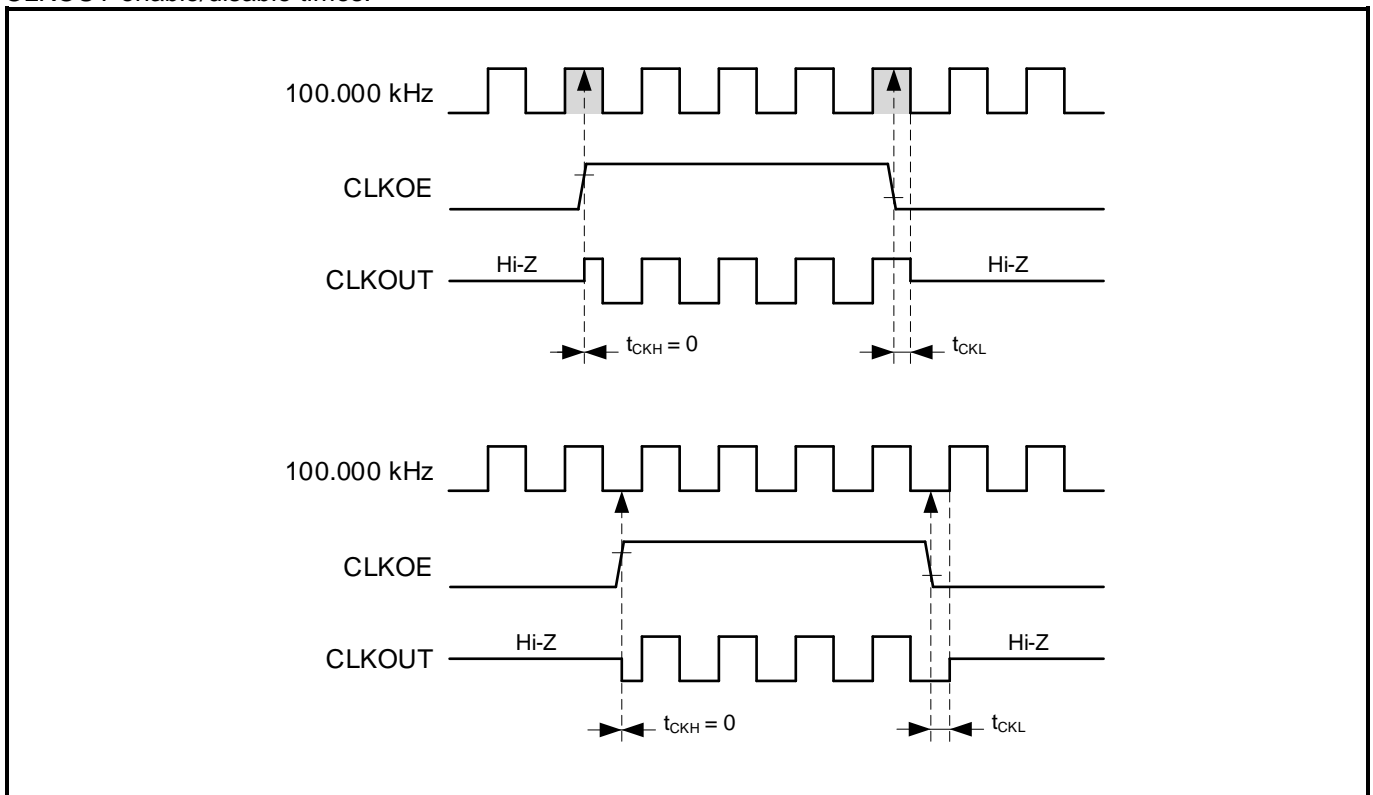 100.000 kHz
CLKOE
Hi-Z
Hi-Z
CLKOUT
tCKH = 0
tCKL
100.000 kHz
CLKOE
Hi-Z
Hi-Z
CLKOUT
tCKH = 0
tCKL